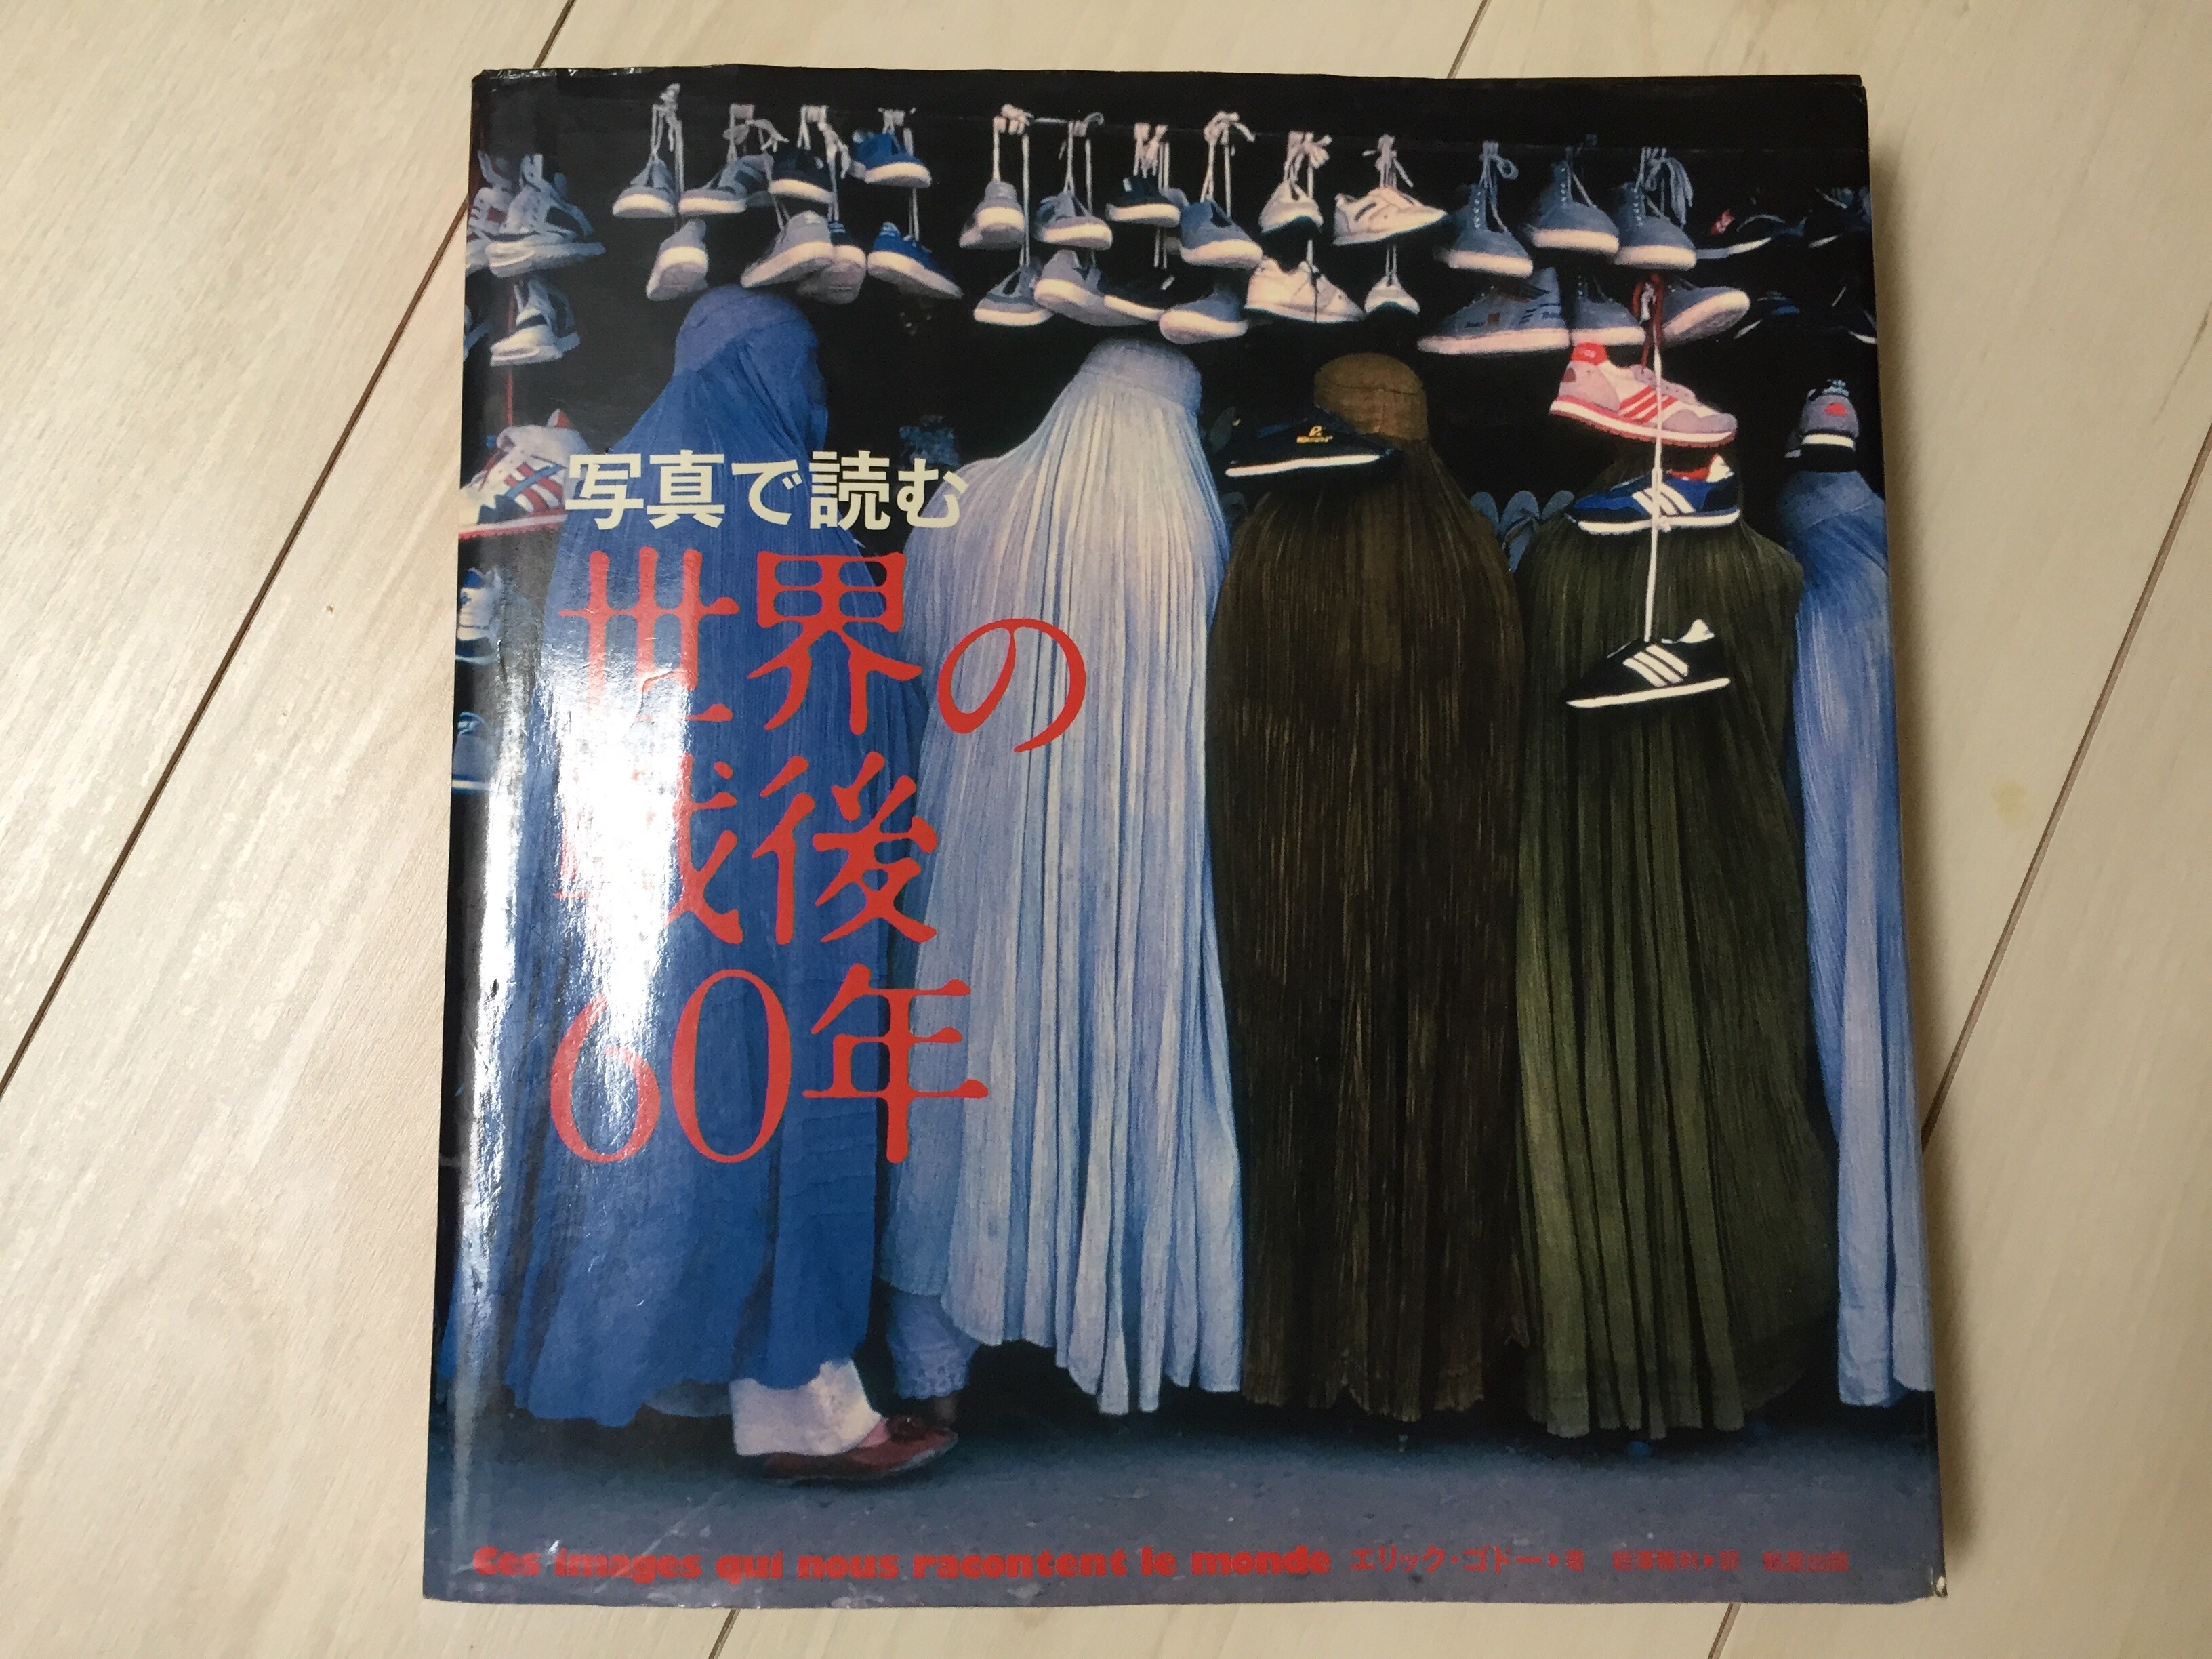 写真で読む
世界の
戦後
60年
Ces images qui nous racontent le monde エリック・ゴドー▶著 訳